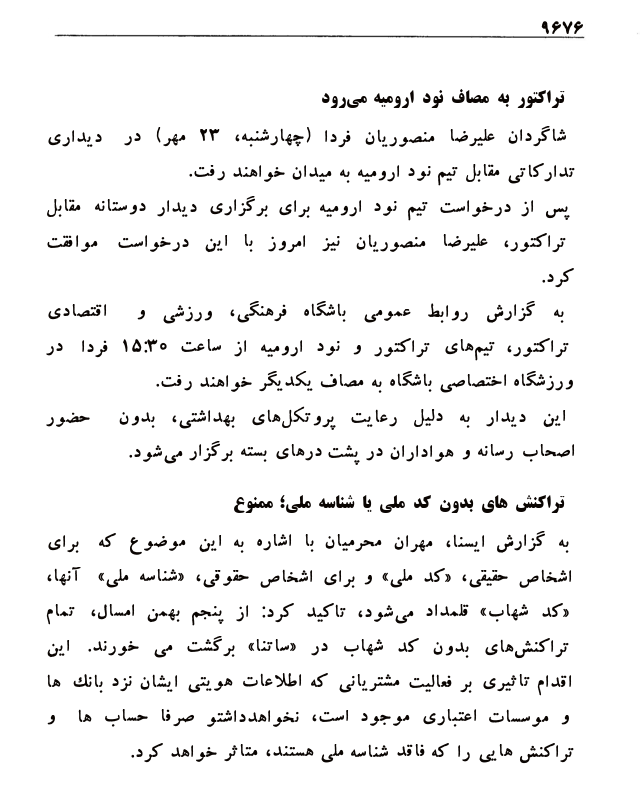 ۹۶۷۶
تراکتور به مصاف نود ارومیه می‌رود
شاگردان علیرضا منصوریان فردا (چهارشنبه، ۲۳ مهر) در دیداری
تدارکاتی مقابل تیم نود ارومیه به میدان خواهند رفت.
پس از درخواست تیم نود ارومیه برای برگزاری دیدار دوستانه مقابل
تراکتور، علیرضا منصوریان نیز امروز با این درخواست موافقت
کرد.
به گزارش روابط عمومی باشگاه فرهنگی، ورزشی و اقتصادی
تراکتور، تیم‌های تراکتور و نود ارومیه از ساعت ۱۵:۳۰ فردا در
ورزشگاه اختصاصی باشگاه به مصاف یکدیگر خواهند رفت.
این دیدار به دلیل رعایت پروتکل‌های بهداشتی، بدون حضور
اصحاب رسانه و هواداران در پشت درهای بسته برگزار می‌شود.
تراکنش های بدون کد ملی یا شناسه ملی؛ ممنوع
به گزارش ایسنا، مهران محرمیان با اشاره به این موضوع که برای
اشخاص حقیقی، «کد ملی» و برای اشخاص حقوقی، «شناسه ملی» آنها،
«کد شهاب» قلمداد می‌شود، تاکید کرد: از پنجم بهمن امسال، تمام
تراکنش‌های بدون کد شهاب در «ساتنا» برگشت می خورند. این
اقدام تاثیری بر فعالیت مشتریانی که اطلاعات هویتی ایشان نزد بانك ها
و موسسات اعتباری موجود است، نخواهدداشتو صرفا حساب ها و
تراکنش هایی را که فاقد شناسه ملی هستند، متاثر خواهد کرد.